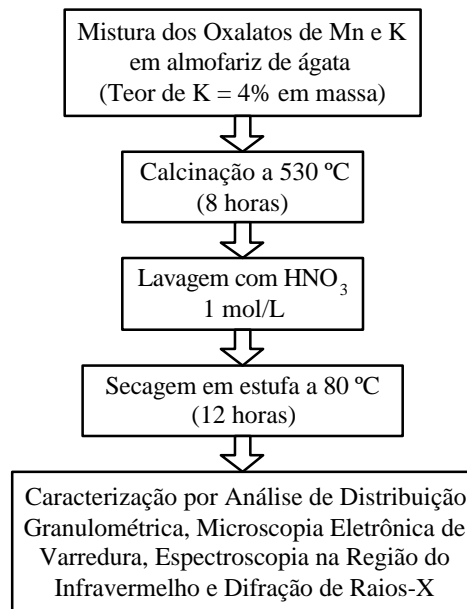 Mistura dos Oxalatos de Mn e K
em almofariz de ágata
(Teor de K = 4% em massa)
Calcinação a 530 ºC
(8 horas)
Lavagem com HNO₃
1 mol/L
Secagem em estufa a 80 ºC
(12 horas)
Caracterização por Análise de Distribuição
Granulométrica, Microscopia Eletrônica de
Varredura, Espectroscopia na Região do
Infravermelho e Difração de Raios-X